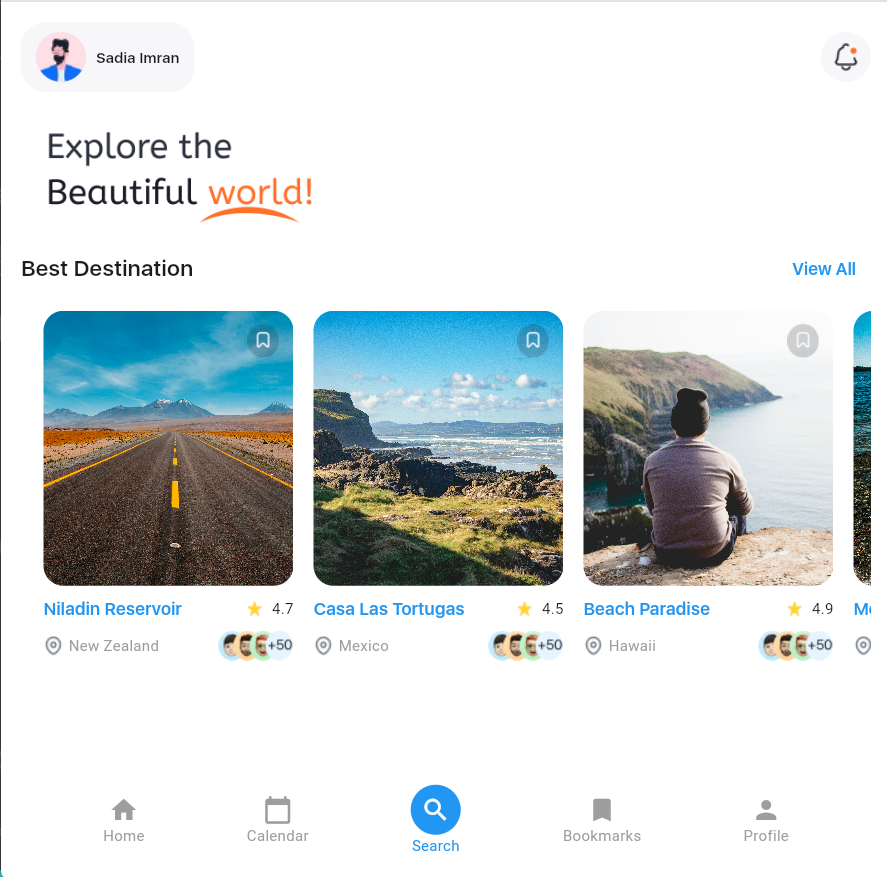 Sadia Imran
Explore the
Beautiful world!
Best Destination
View All
Niladin Reservoir
4.7
New Zealand
+50
Casa Las Tortugas
4.5
Mexico
+50
Beach Paradise
4.9
Hawaii
+50
Home
Calendar
Search
Bookmarks
Profile